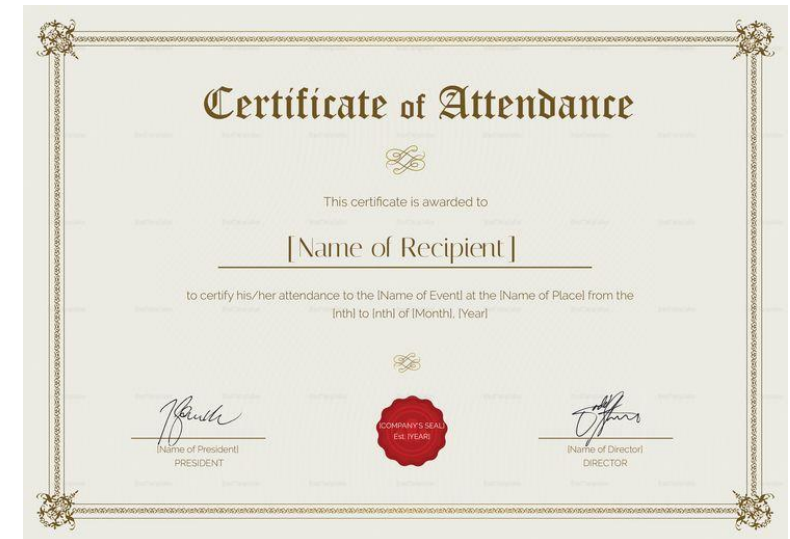 Certificate of Attendance
This certificate is awarded to
[Name of Recipient]
to certify his/her attendance to the [Name of Event] at the [Name of Place] from the
[nth] to [nth] of [Month], [Year]
[COMPANY'S SEAL]
Est. [YEAR]
[Name of President]
PRESIDENT
[Name of Director]
DIRECTOR